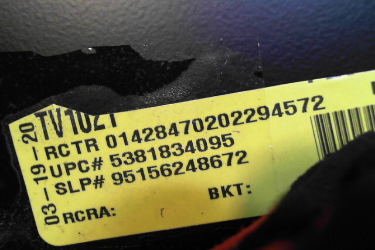 TV1021
RCTR 01428470202294572
UPC# 5381834095
SLP# 95156248672
RCRA: BKT:
03-19-20